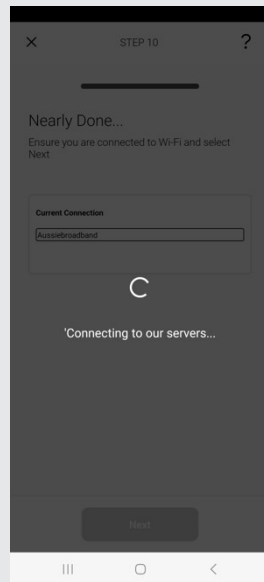 STEP 10
?
Nearly Done...
Ensure you are connected to Wi-Fi and select
Next
Current Connection
Aussiebroadband
'Connecting to our servers...
Next